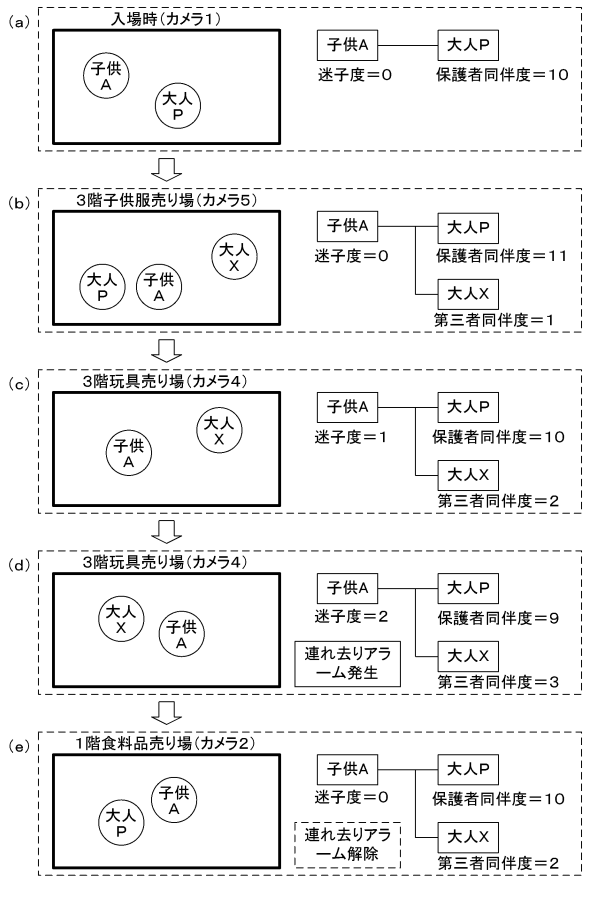 (a)
入場時(カメラ1)
子供
A
大人
P
子供A
大人P
迷子度=0
保護者同伴度=10
(b)
3階子供服売り場(カメラ5)
大人
P
子供
A
大人
X
子供A
大人P
迷子度=0
保護者同伴度=11
大人X
第三者同伴度=1
(c)
3階玩具売り場(カメラ4)
子供
A
大人
X
子供A
大人P
迷子度=1
保護者同伴度=10
大人X
第三者同伴度=2
(d)
3階玩具売り場(カメラ4)
大人
X
子供
A
子供A
大人P
迷子度=2
保護者同伴度=9
連れ去りアラ
ーム発生
大人X
第三者同伴度=3
(e)
1階食料品売り場(カメラ2)
大人
P
子供
A
子供A
大人P
迷子度=0
保護者同伴度=10
連れ去りアラ
ーム解除
大人X
第三者同伴度=2